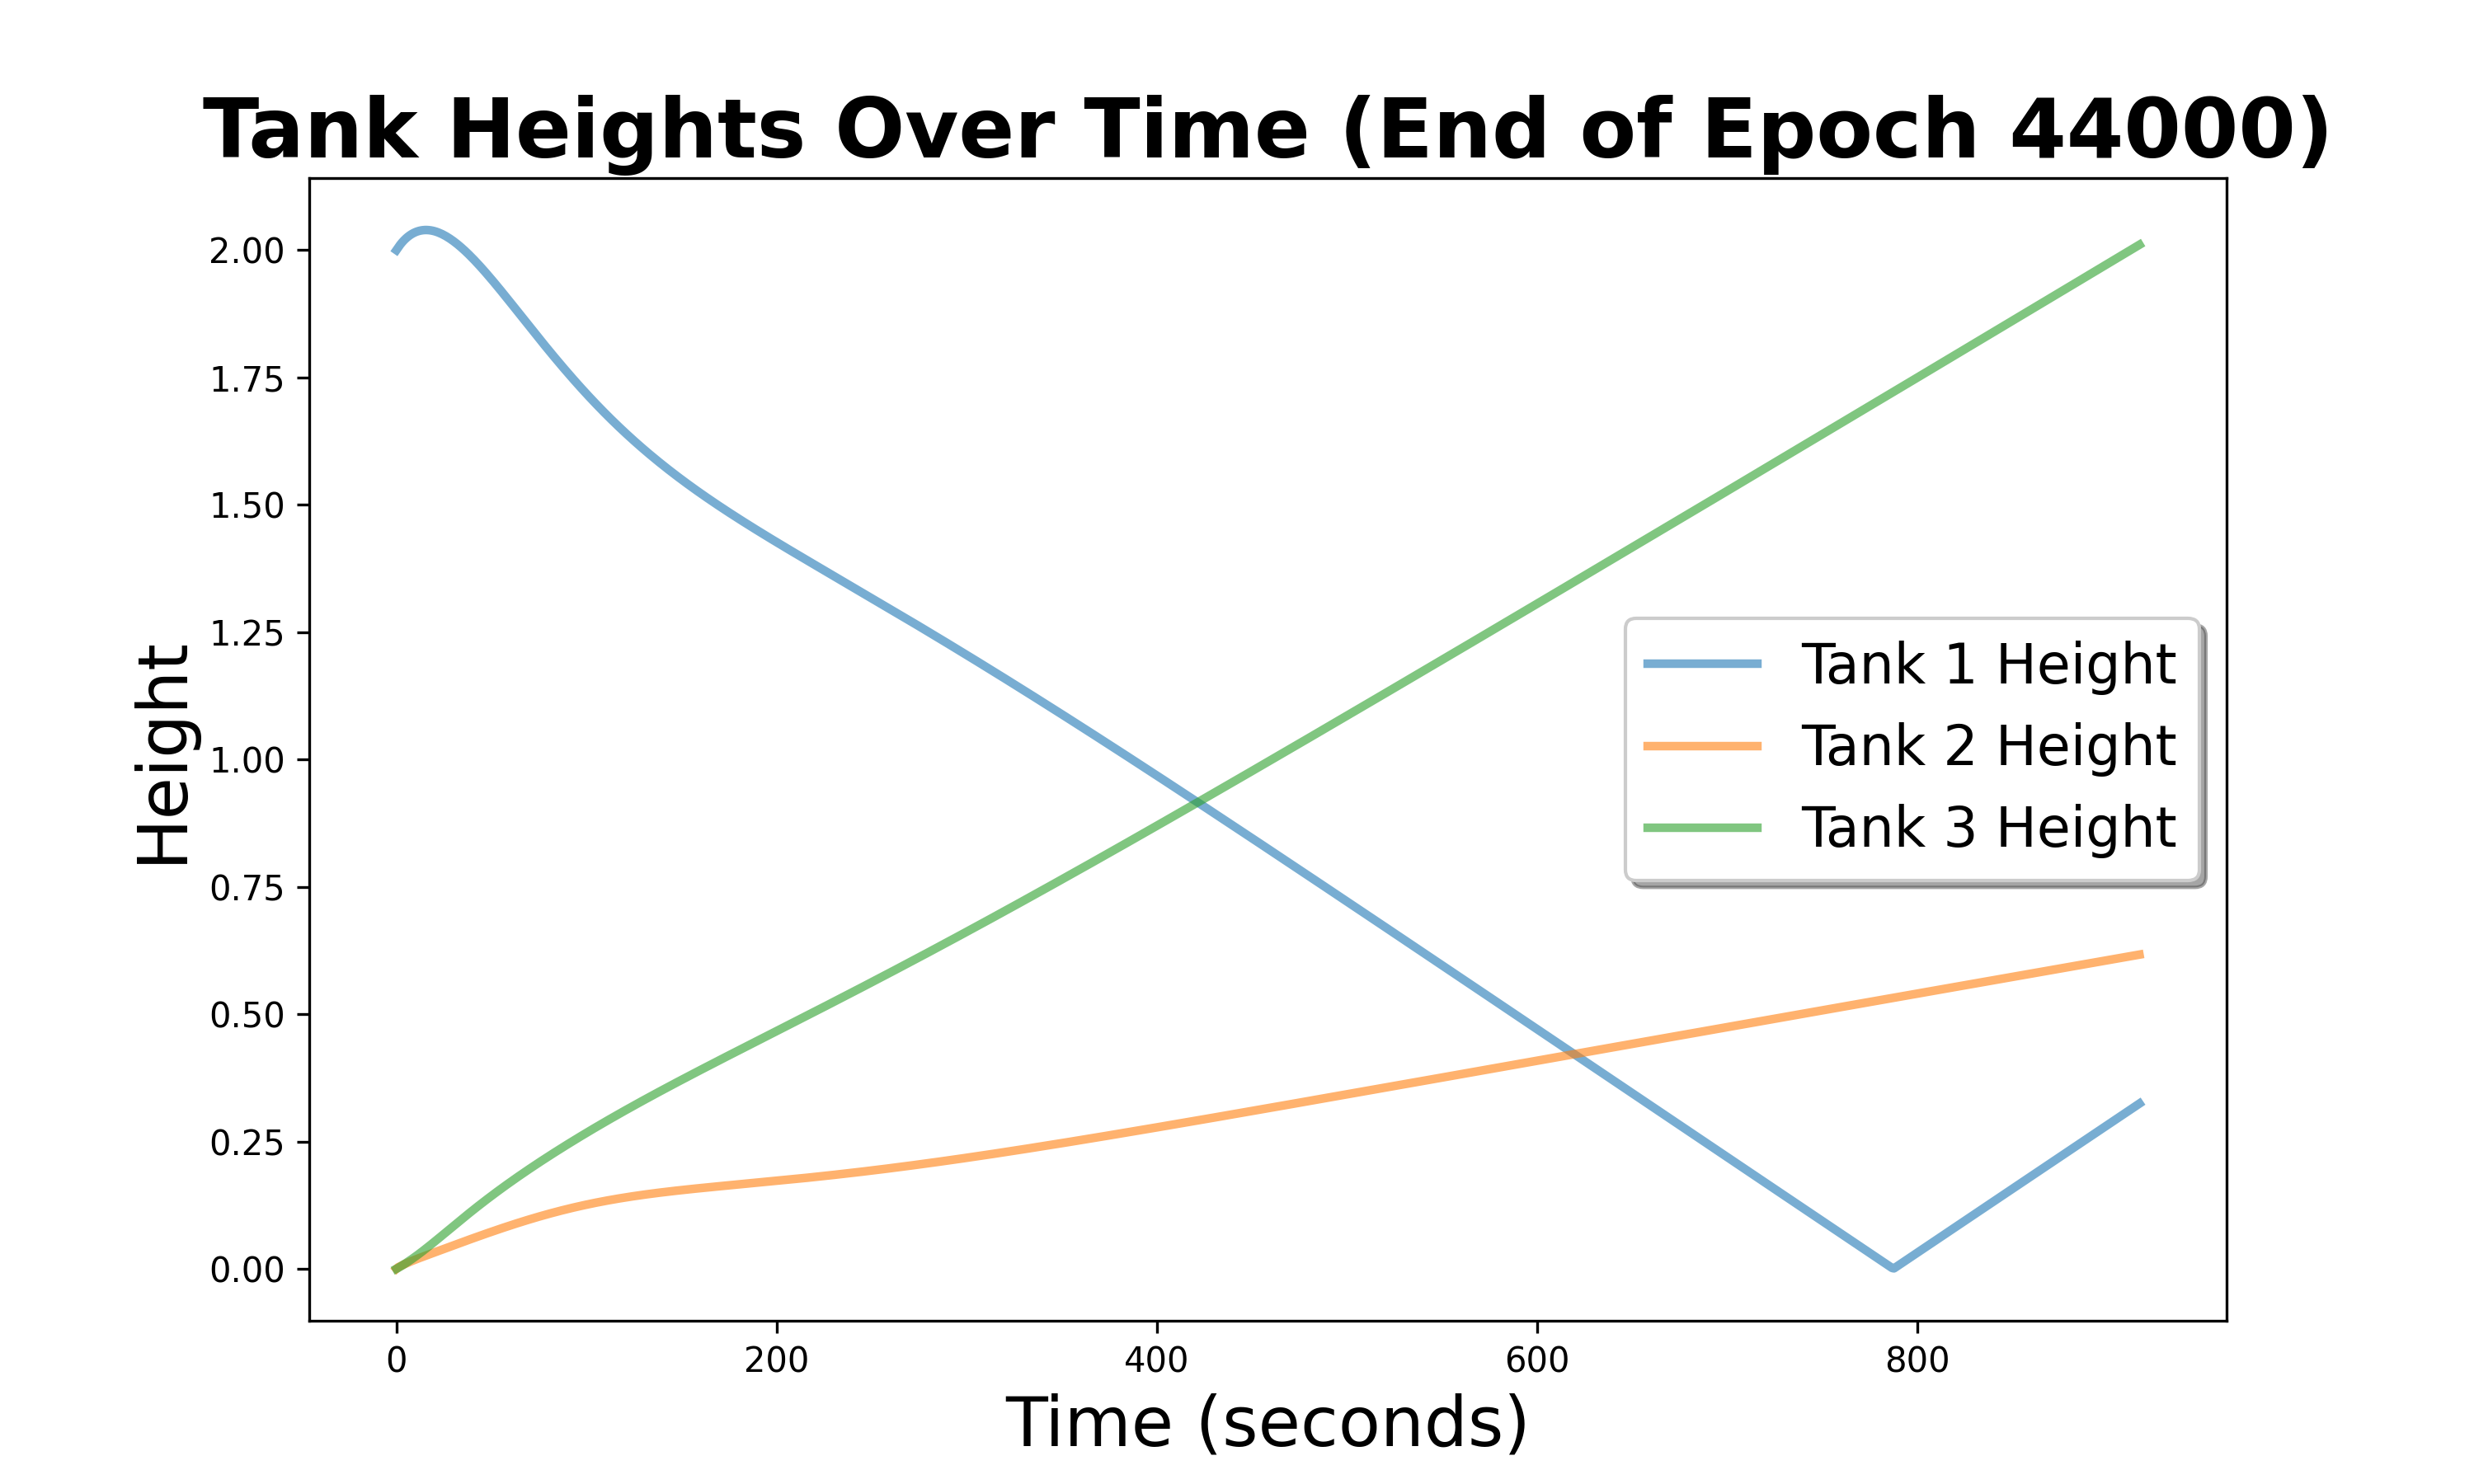 Tank Heights Over Time (End of Epoch 44000)
Height
2.00
1.75
1.50
1.25
1.00
0.75
0.50
0.25
0.00
Tank 1 Height
Tank 2 Height
Tank 3 Height
0 200 400 600 800
Time (seconds)